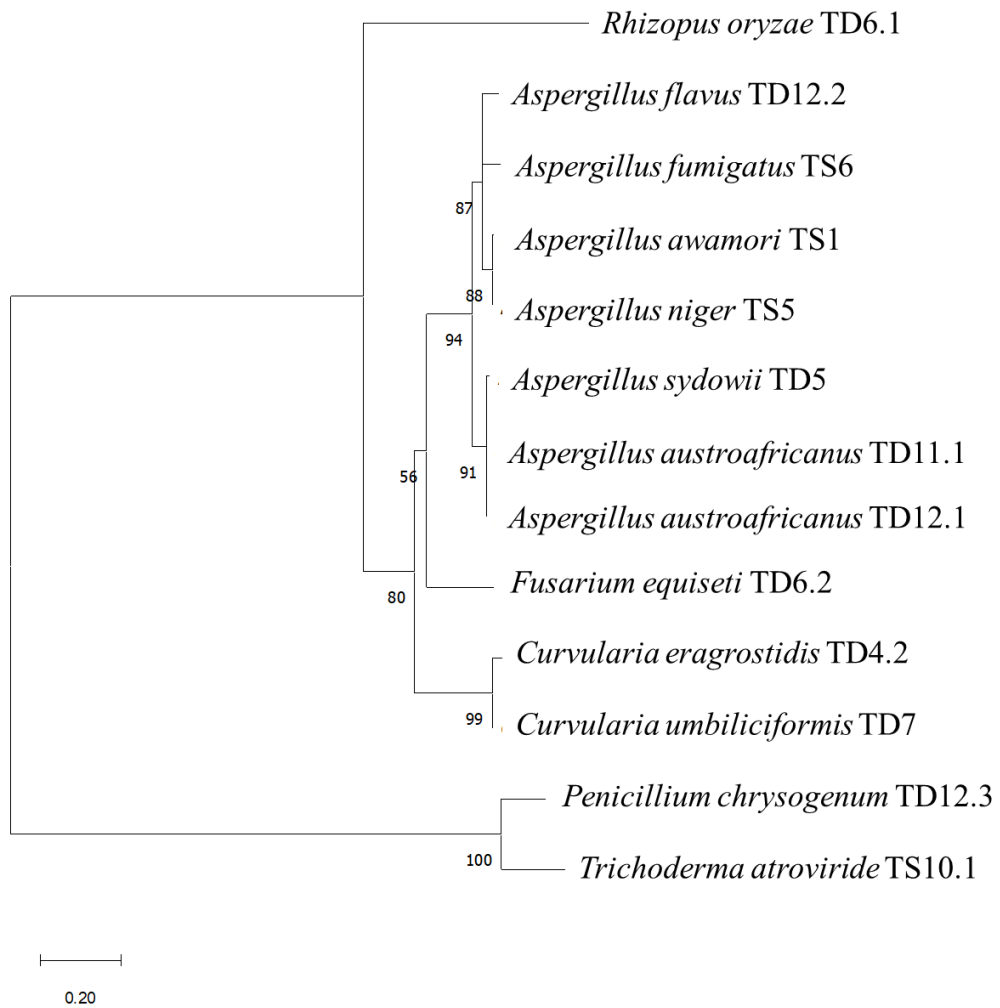 Rhizopus oryzae TD6.1
Aspergillus flavus TD12.2
Aspergillus fumigatus TS6
87
Aspergillus awamori TS1
88
Aspergillus niger TS5
94
Aspergillus sydowii TD5
Aspergillus austroafricanus TD11.1
91
56
Aspergillus austroafricanus TD12.1
Fusarium equiseti TD6.2
80
Curvularia eragrostidis TD4.2
99
Curvularia umbiliciformis TD7
Penicillium chrysogenum TD12.3
100
Trichoderma atroviride TS10.1
0.20